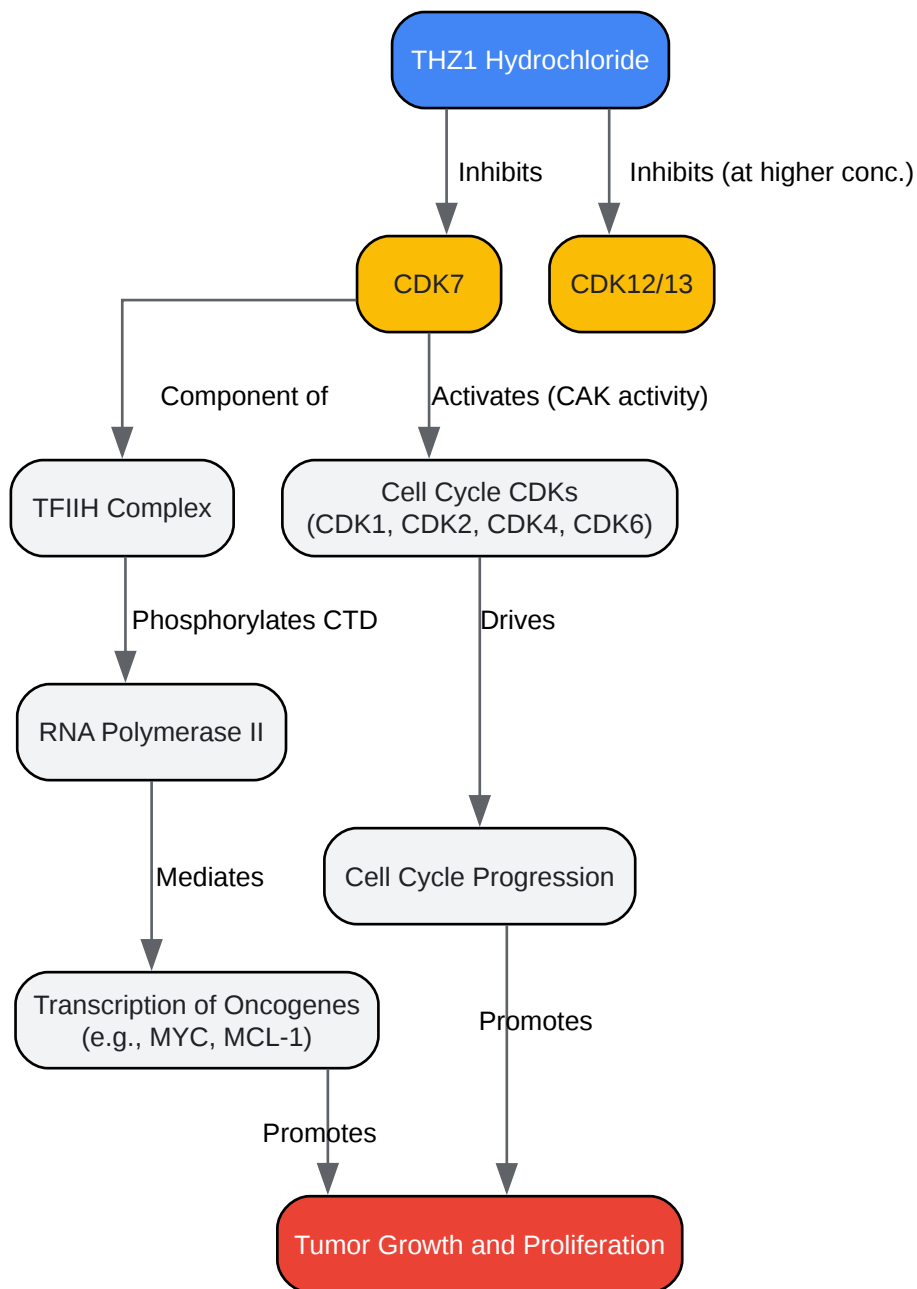 THZ1 Hydrochloride
Inhibits
Inhibits (at higher conc.)
CDK7
CDK12/13
Component of
Activates (CAK activity)
TFIIH Complex
Cell Cycle CDKs
(CDK1, CDK2, CDK4, CDK6)
Phosphorylates CTD
Drives
RNA Polymerase II
Mediates
Cell Cycle Progression
Transcription of Oncogenes
(e.g., MYC, MCL-1)
Promotes
Promotes
Tumor Growth and Proliferation